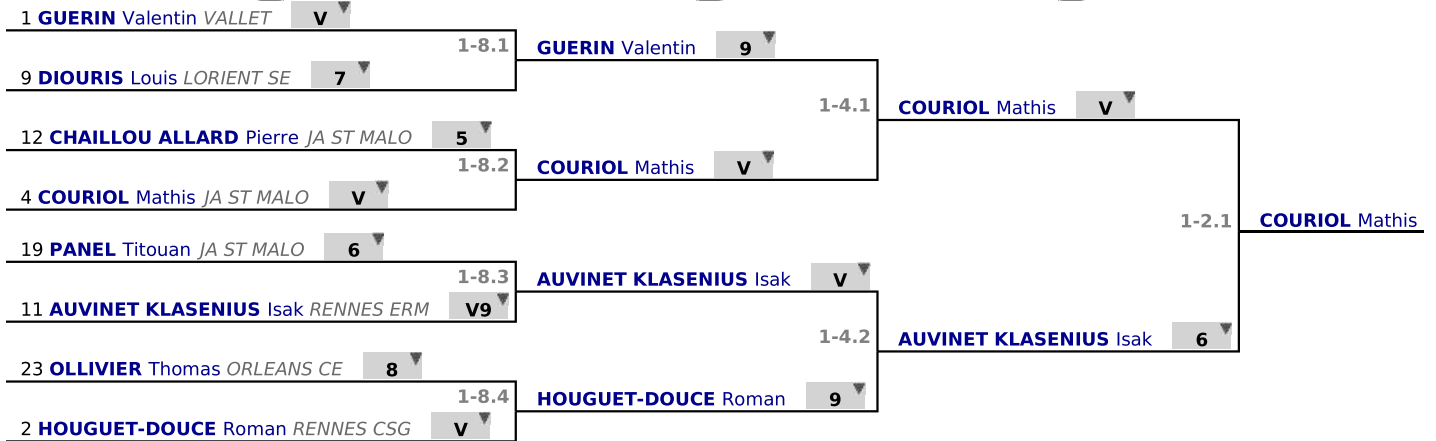 1 GUERIN Valentin VALLET V
1-8.1
9 DIOURIS Louis LORIENT SE 7
12 CHAILLOU ALLARD Pierre JA ST MALO 5
1-8.2
4 COURIOL Mathis JA ST MALO V
19 PANEL Titouan JA ST MALO 6
1-8.3
11 AUVINET KLASENIUS Isak RENNES ERM V9
23 OLLIVIER Thomas ORLEANS CE 8
1-8.4
2 HOUGUET-DOUCE Roman RENNES CSG V
GUERIN Valentin 9
1-4.1
COURIOL Mathis V
AUVINET KLASENIUS Isak V
1-4.2
HOUGUET-DOUCE Roman 9
COURIOL Mathis V
1-2.1
AUVINET KLASENIUS Isak 6
COURIOL Mathis